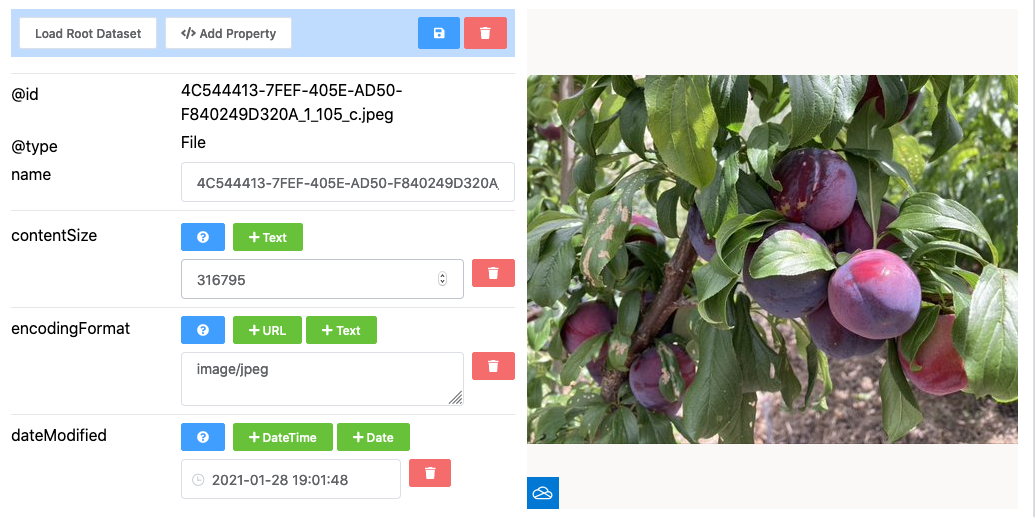 Load Root Dataset
</> Add Property
@id
4C544413-7FEF-405E-AD50-
F840249D320A_1_105_c.jpeg
@type
File
name
4C544413-7FEF-405E-AD50-F840249D320A_
contentSize
? + Text
316795
encodingFormat
? + URL + Text
image/jpeg
dateModified
? + DateTime + Date
2021-01-28 19:01:48